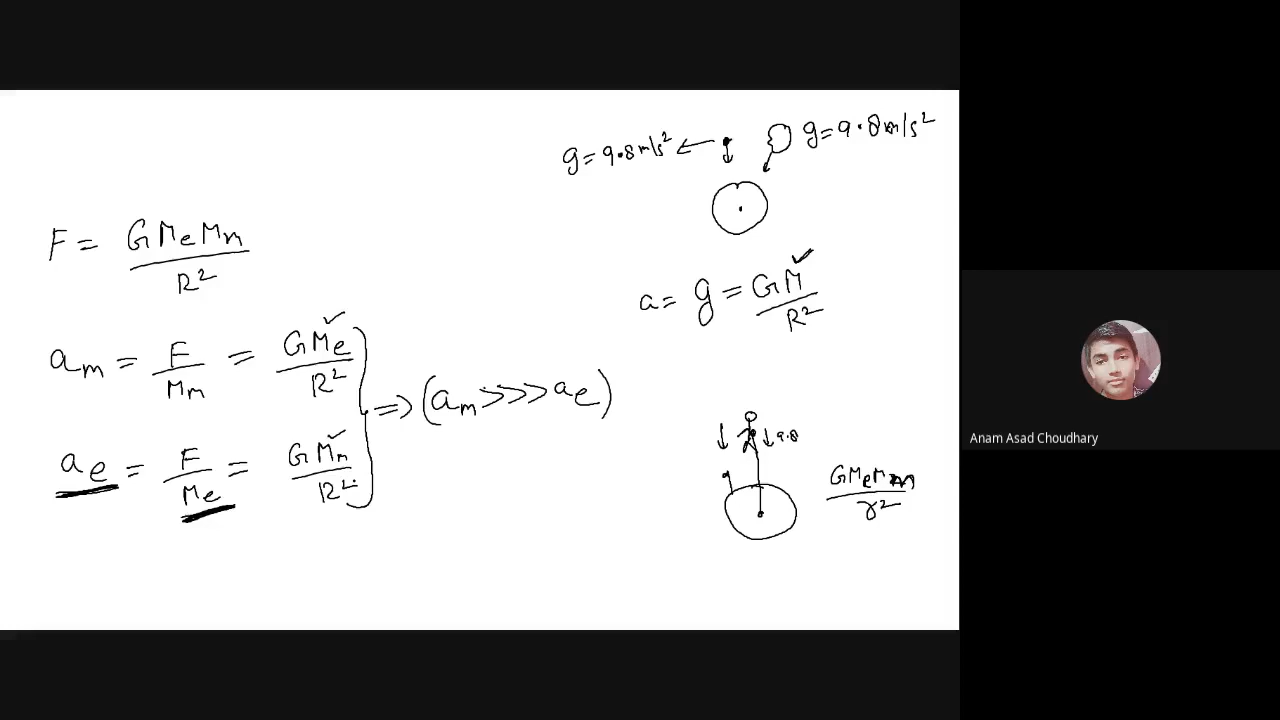 g = 9.8 m/s² ←
g = 9.8 m/s²
F = GMeMm / R²
a = g = GM / R²
am = F / Mm = GMe / R²
⇒ (am >>> ae)
ae = F / Me = GMm / R²
↓ ↓ 9.8
GMeMm / r²
Anam Asad Choudhary